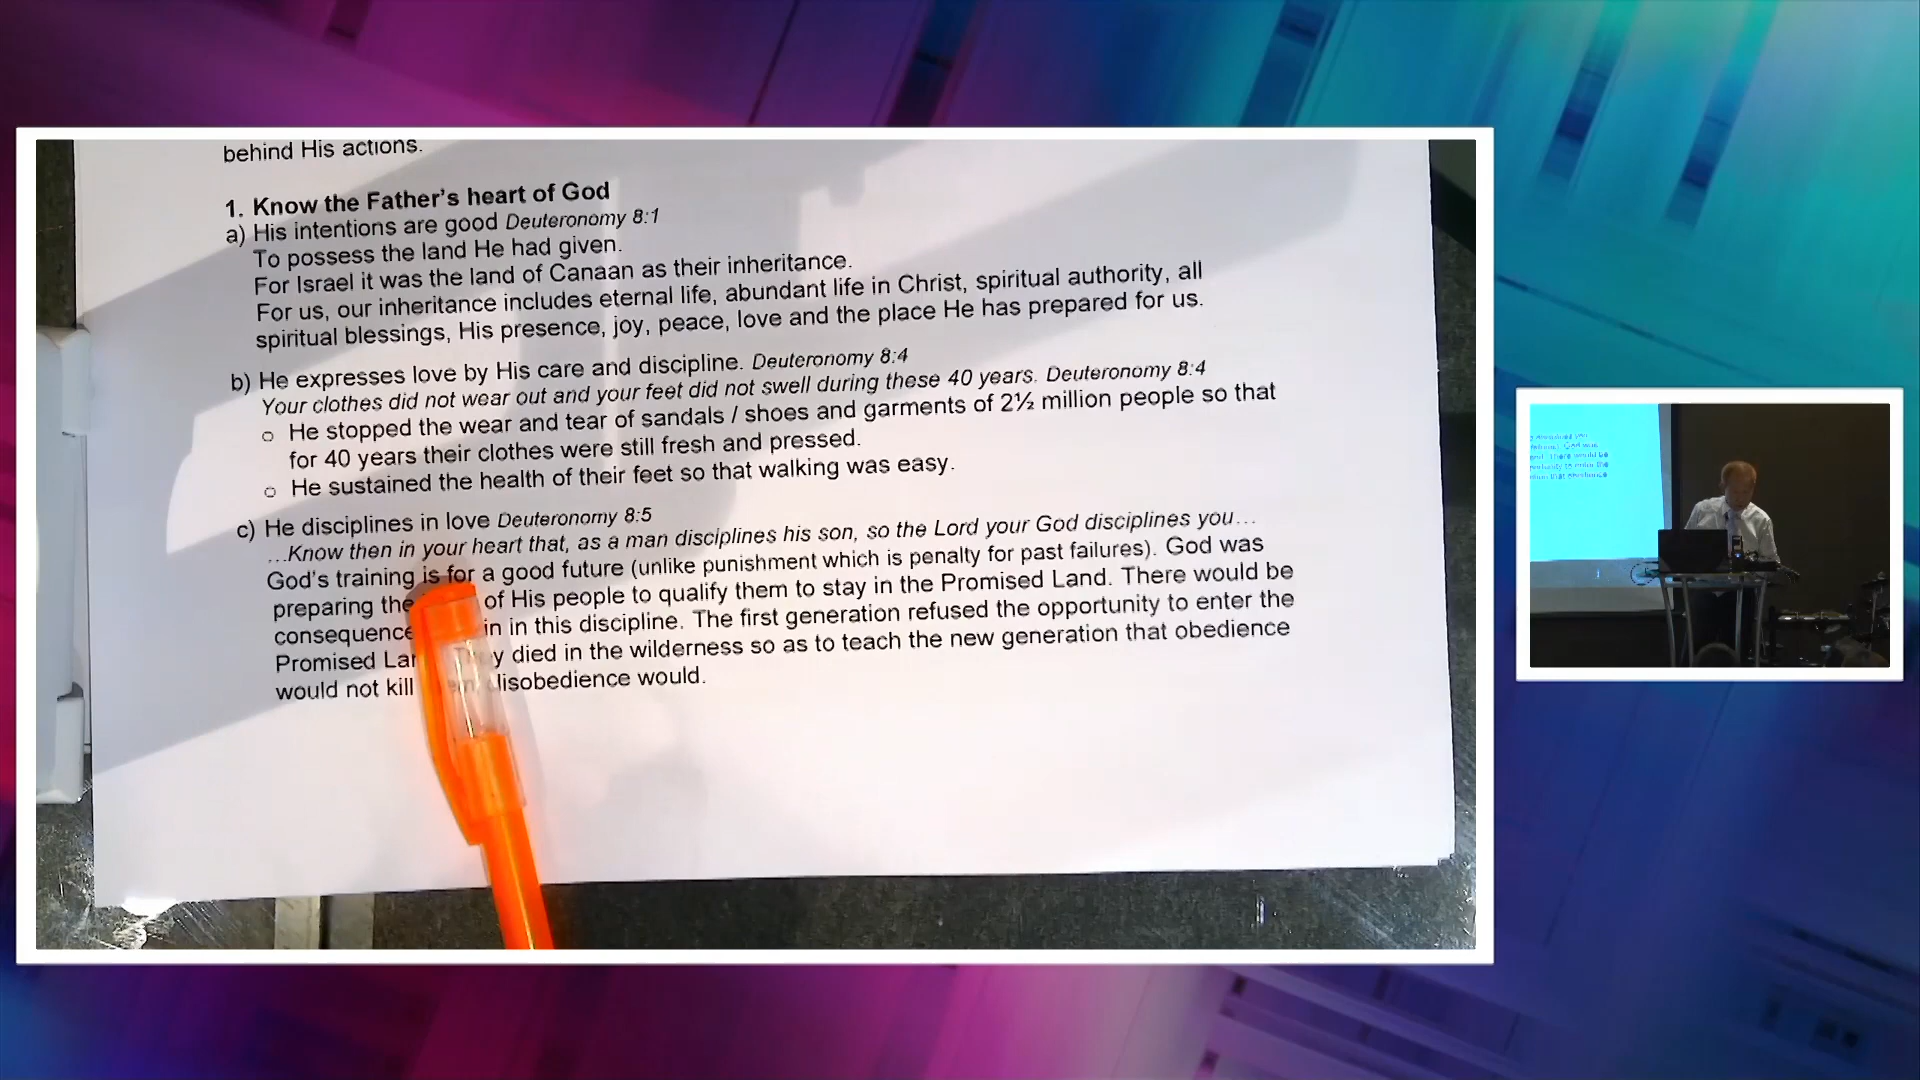 behind His actions.
1. Know the Father's heart of God
a) His intentions are good Deuteronomy 8:1
To possess the land He had given.
For Israel it was the land of Canaan as their inheritance.
For us, our inheritance includes eternal life, abundant life in Christ, spiritual authority, all
spiritual blessings, His presence, joy, peace, love and the place He has prepared for us.
b) He expresses love by His care and discipline. Deuteronomy 8:4
Your clothes did not wear out and your feet did not swell during these 40 years. Deuteronomy 8:4
o He stopped the wear and tear of sandals / shoes and garments of 2½ million people so that
for 40 years their clothes were still fresh and pressed.
o He sustained the health of their feet so that walking was easy.
c) He disciplines in love Deuteronomy 8:5
...Know then in your heart that, as a man disciplines his son, so the Lord your God disciplines you...
God's training is for a good future (unlike punishment which is penalty for past failures). God was
preparing the of His people to qualify them to stay in the Promised Land. There would be
consequence in in this discipline. The first generation refused the opportunity to enter the
Promised They died in the wilderness so as to teach the new generation that obedience
would not kill disobedience would.